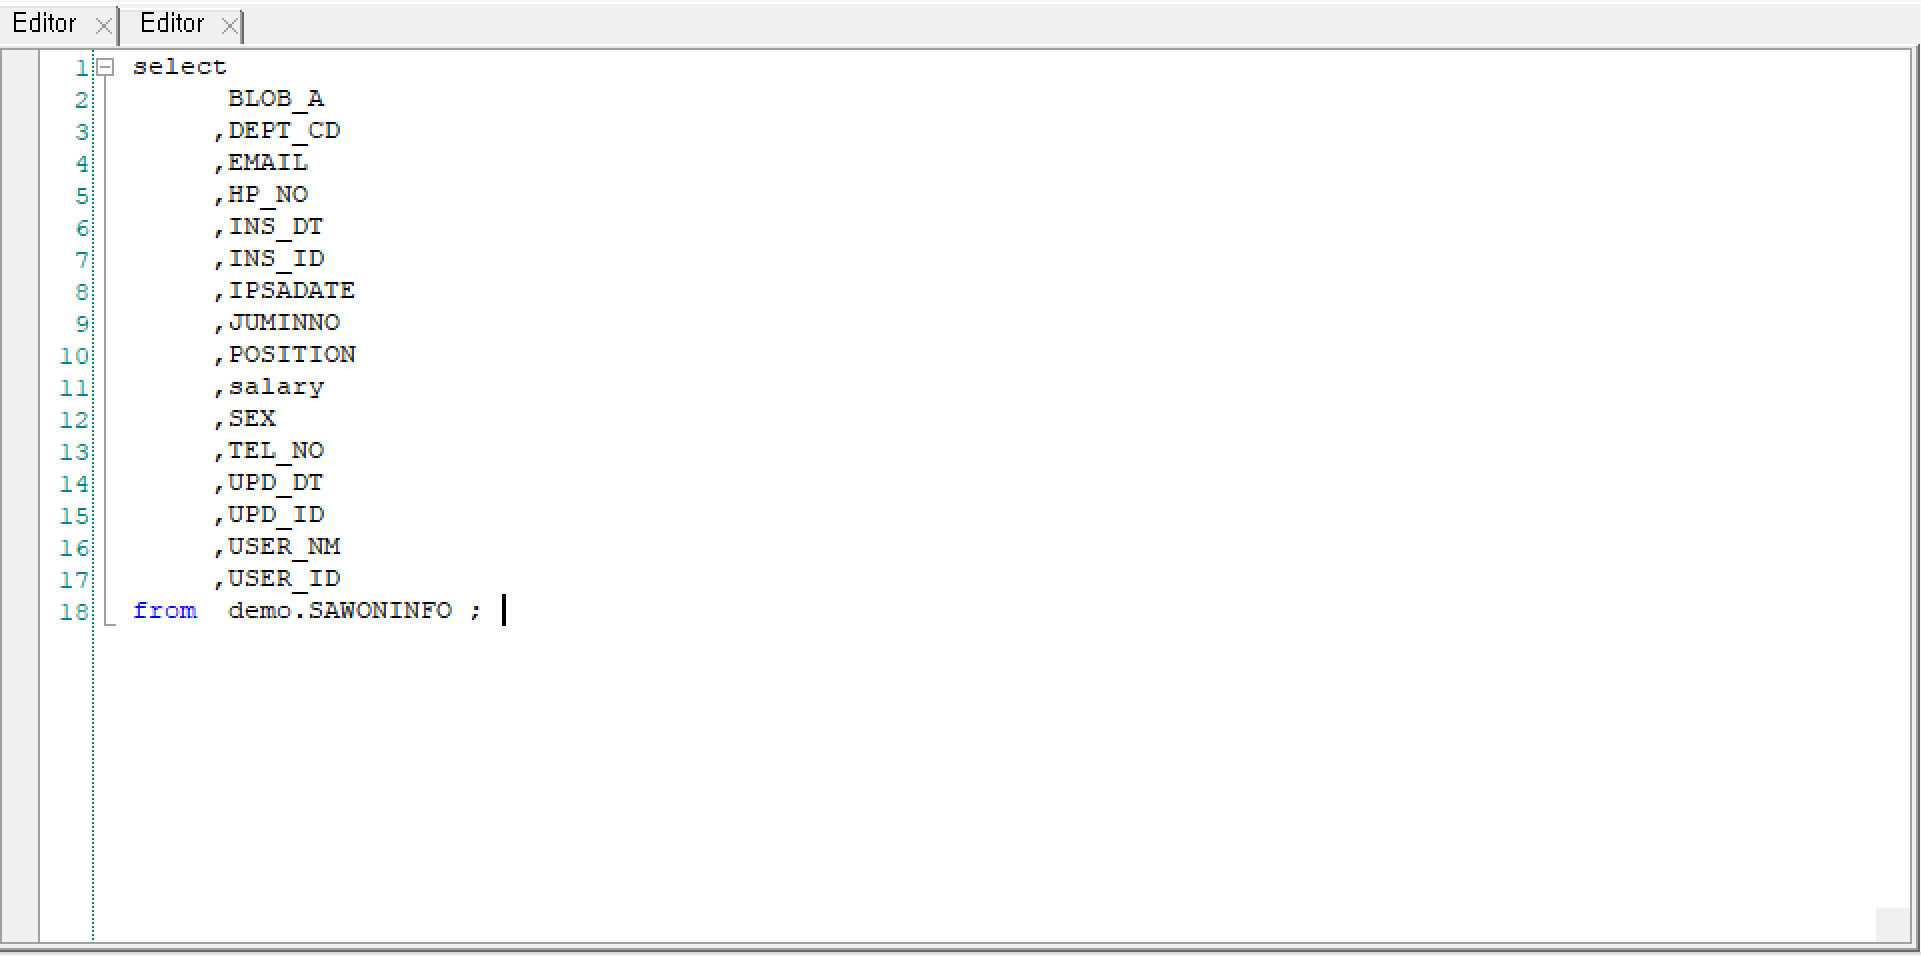 Editor Editor
1 select
2 BLOB_A
3 ,DEPT_CD
4 ,EMAIL
5 ,HP_NO
6 ,INS_DT
7 ,INS_ID
8 ,IPSADATE
9 ,JUMINNO
10 ,POSITION
11 ,salary
12 ,SEX
13 ,TEL_NO
14 ,UPD_DT
15 ,UPD_ID
16 ,USER_NM
17 ,USER_ID
18 from  demo.SAWONINFO ;